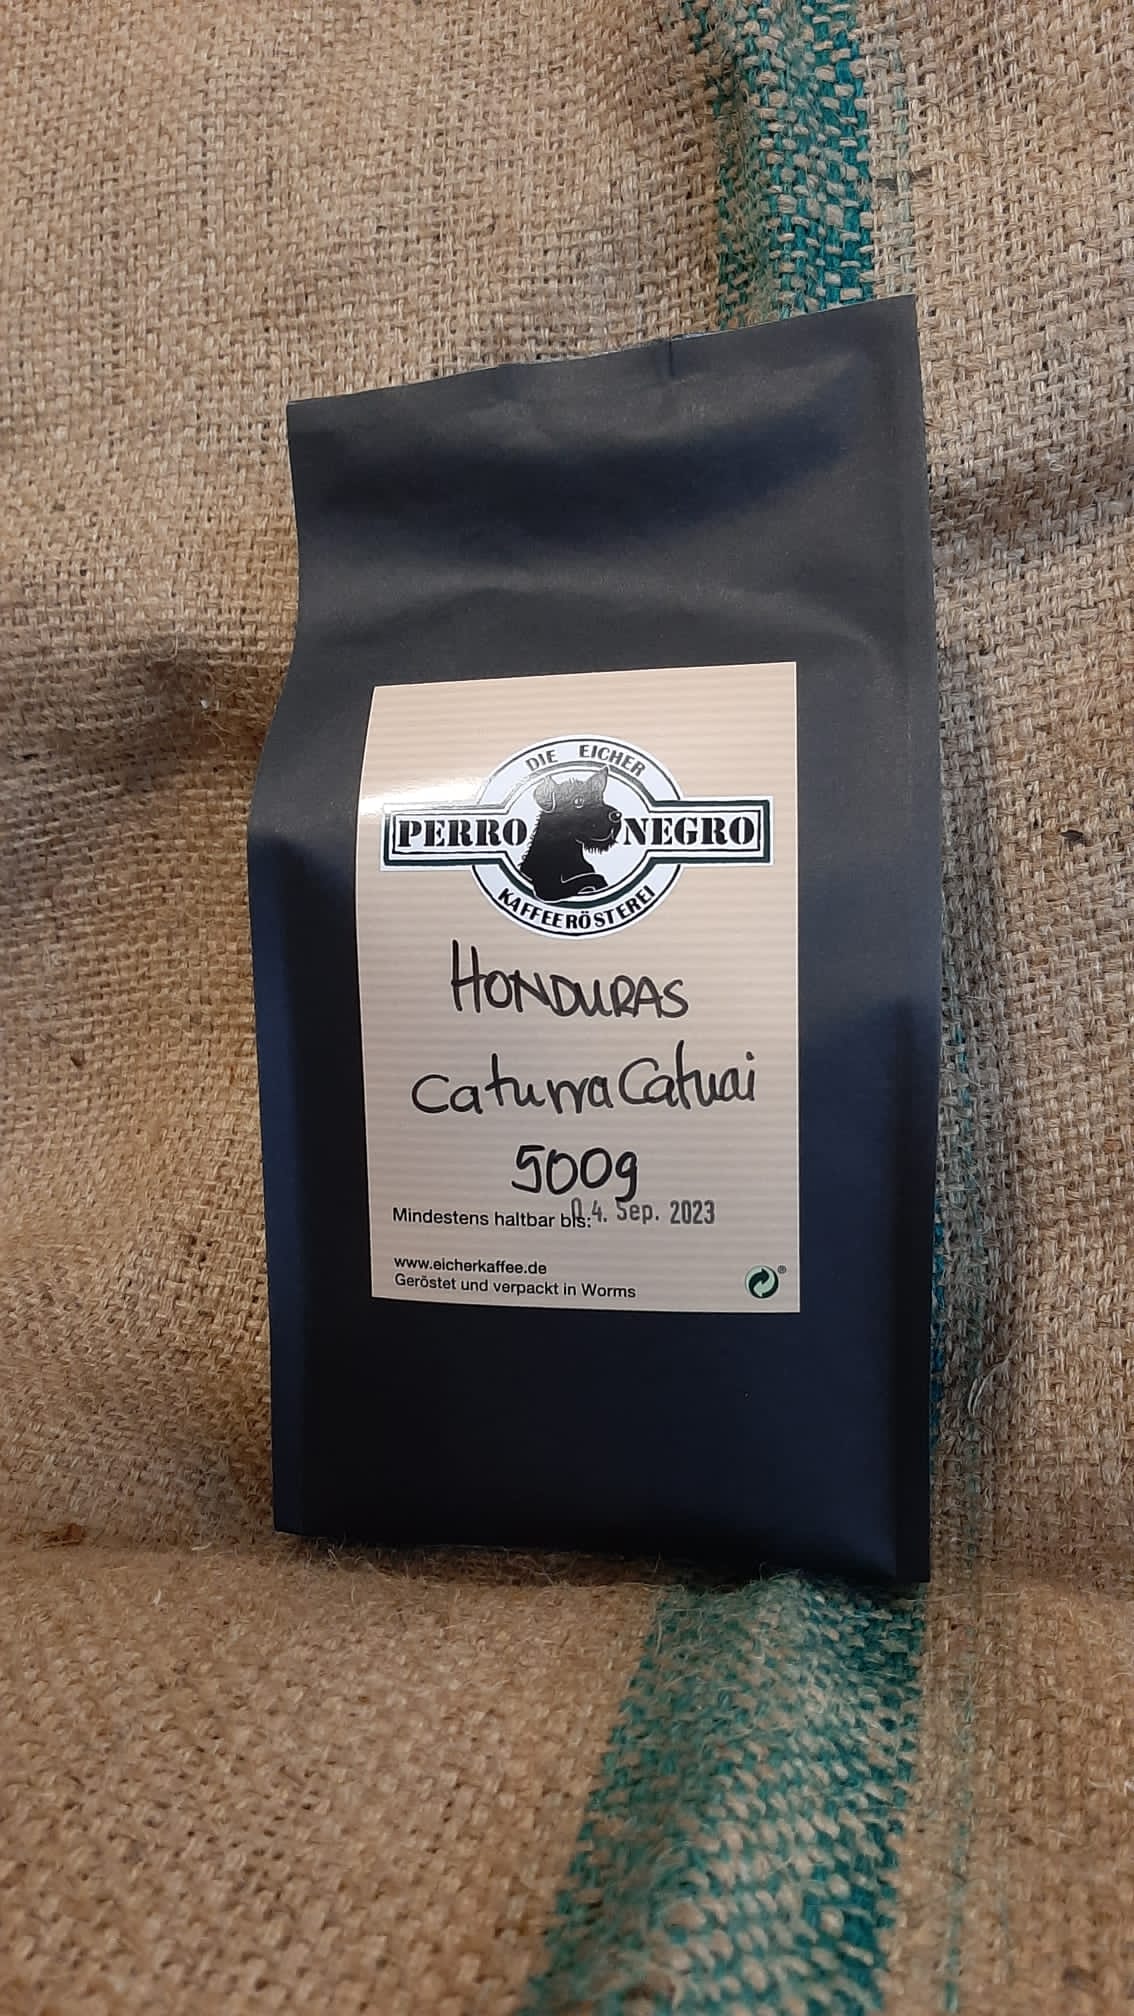 DIE EICHER
PERRO NEGRO
KAFFEERÖSTEREI
HONDURAS
Caturra Catuai
500g
Mindestens haltbar bis: 04. Sep. 2023
www.eicherkaffee.de
Geröstet und verpackt in Worms
®